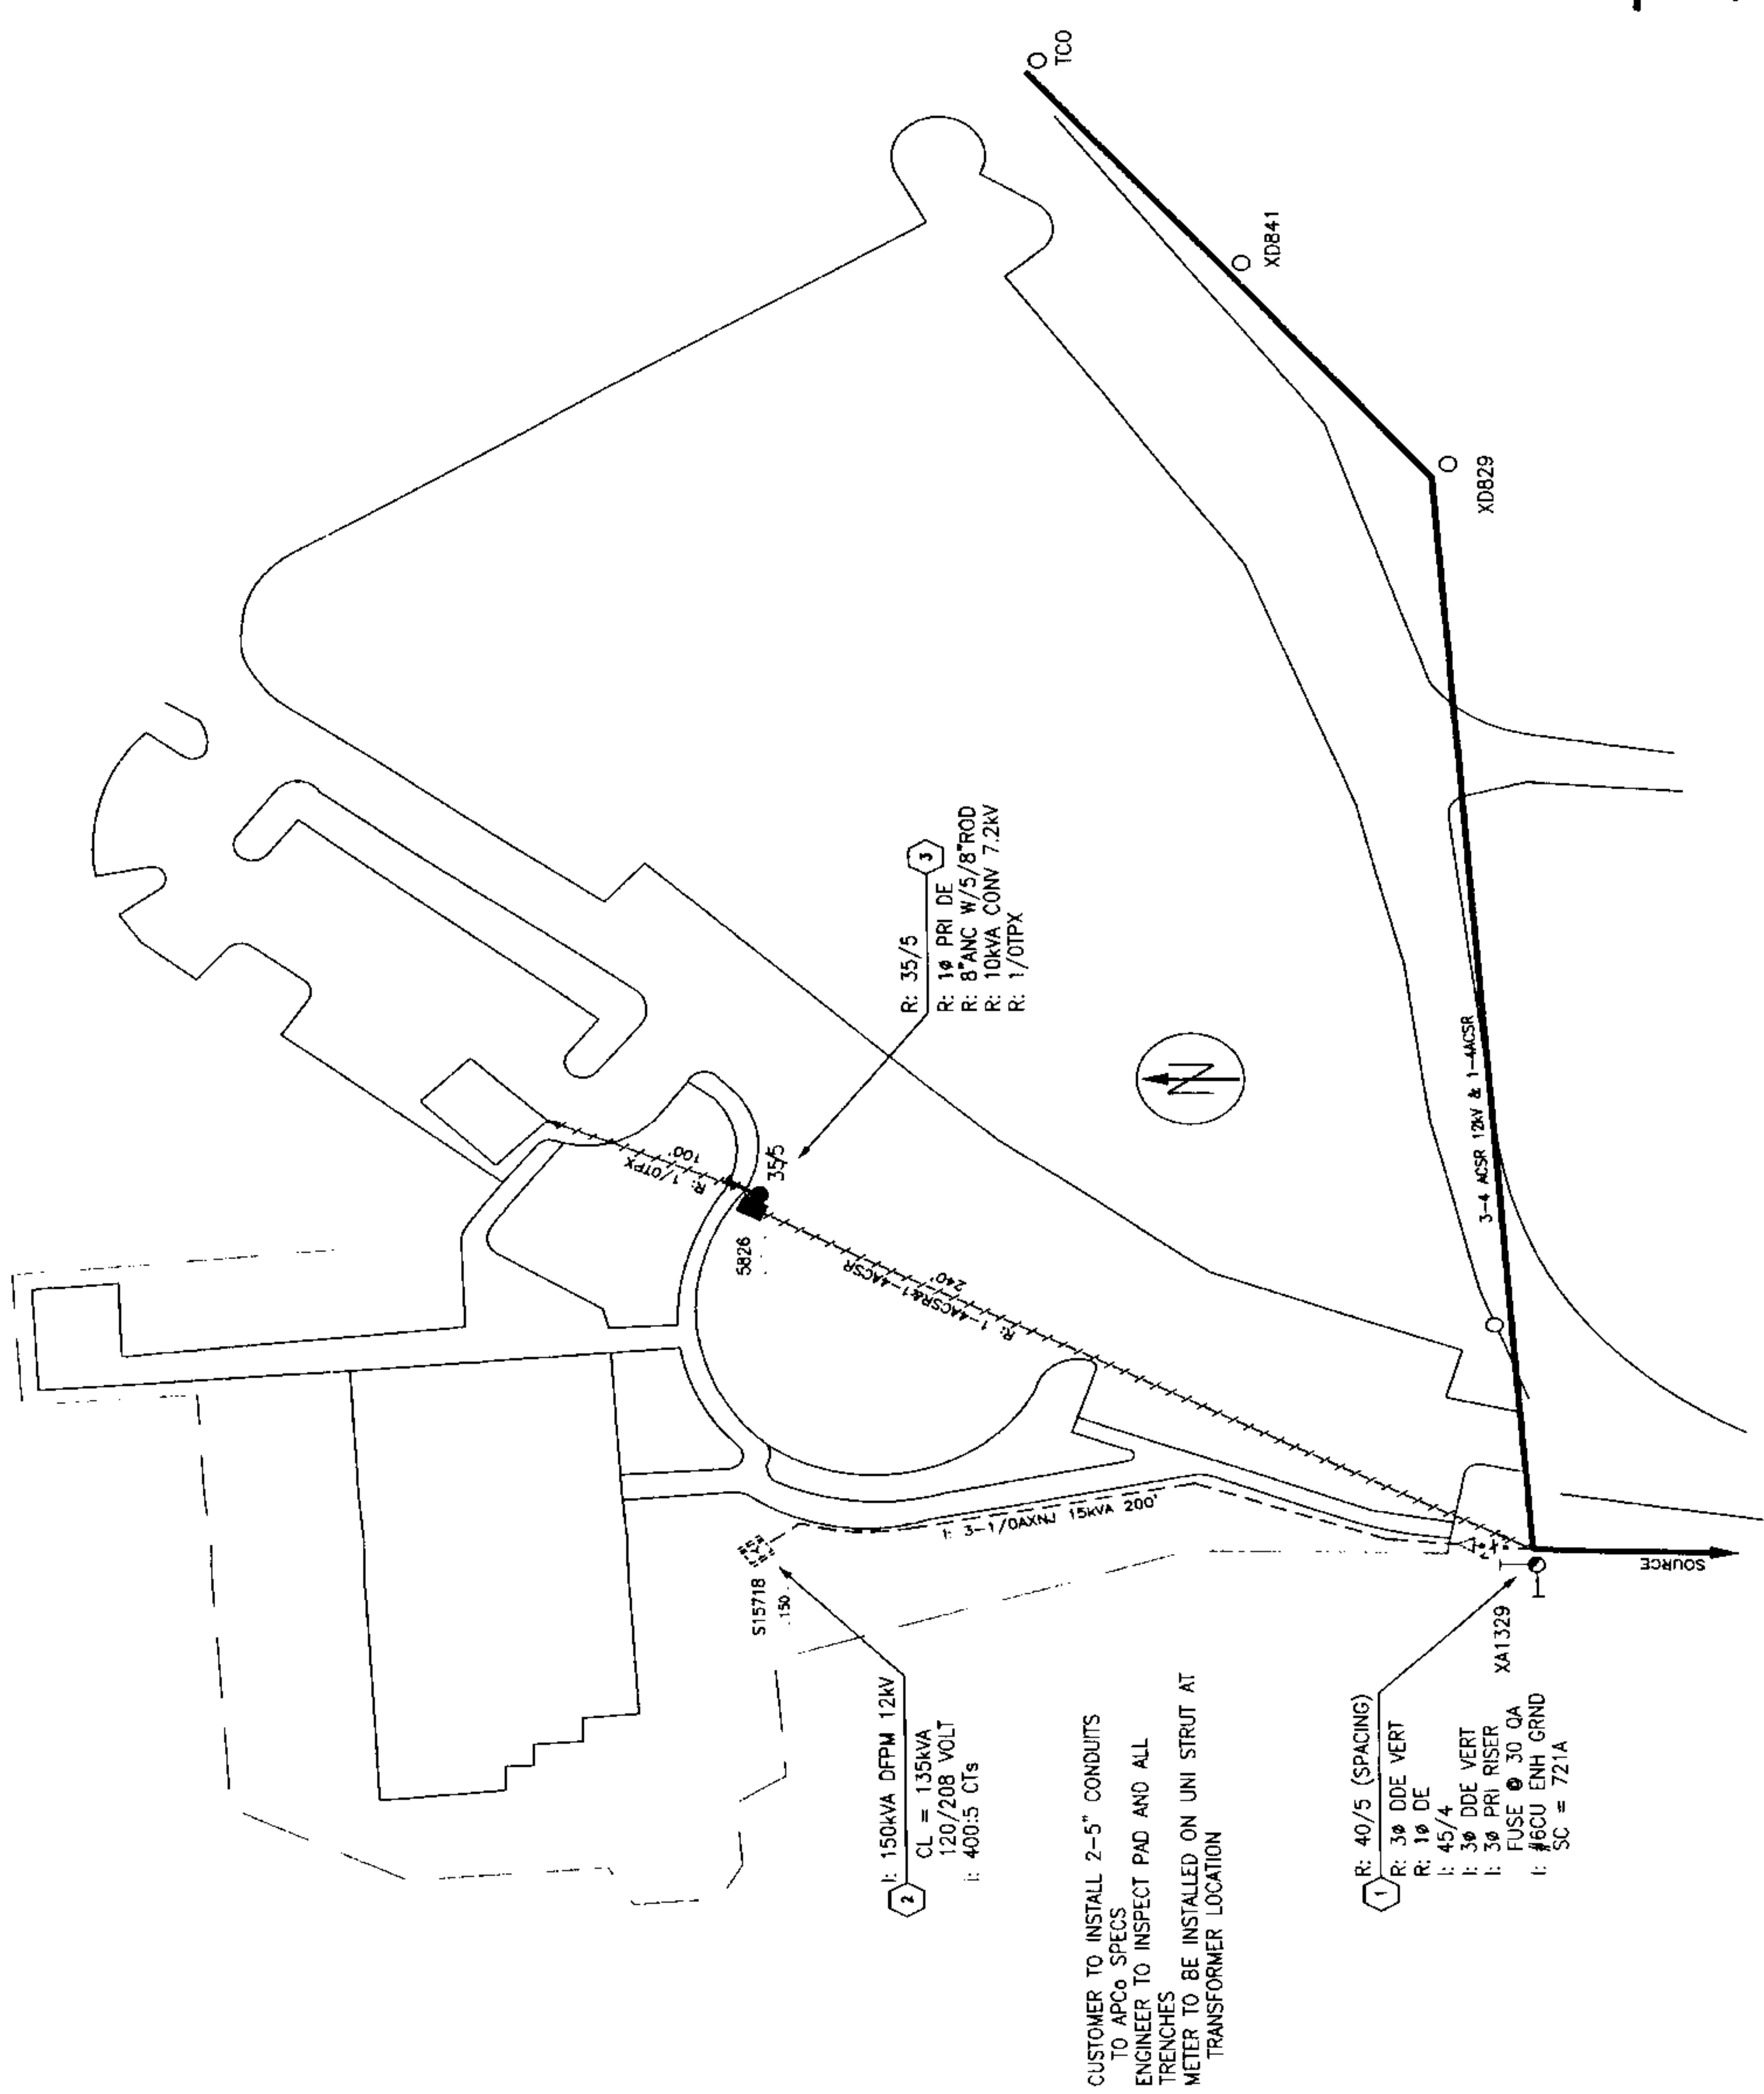 TCO
XD841
XD829
R: 35/5
3
R: 1ø PRI DE
R: 8"ANC W/5/8"ROD
R: 10kVA CONV 7.2kV
R: 1/0TPX
N
3-4 ACSR 12kV & 1-4ACSR
R: 1/0TPX
100'
35/5
5826
R: 1-4ACSR&1-4ACSR
240'
I: 3-1/0AXNJ 15kVA 200'
S15718
150
SOURCE
XA1329
2
I: 150kVA DFPM 12kV
CL = 135kVA
120/208 VOLT
I: 400:5 CTs
CUSTOMER TO INSTALL 2-5" CONDUITS
TO APCo SPECS
ENGINEER TO INSPECT PAD AND ALL
TRENCHES
METER TO BE INSTALLED ON UNI STRUT AT
TRANSFORMER LOCATION
1
R: 40/5 (SPACING)
R: 3ø DDE VERT
R: 1ø DE
I: 45/4
I: 3ø DDE VERT
I: 3ø PRI RISER
FUSE @ 30 QA
I: #6CU ENH GRND
SC = 721A